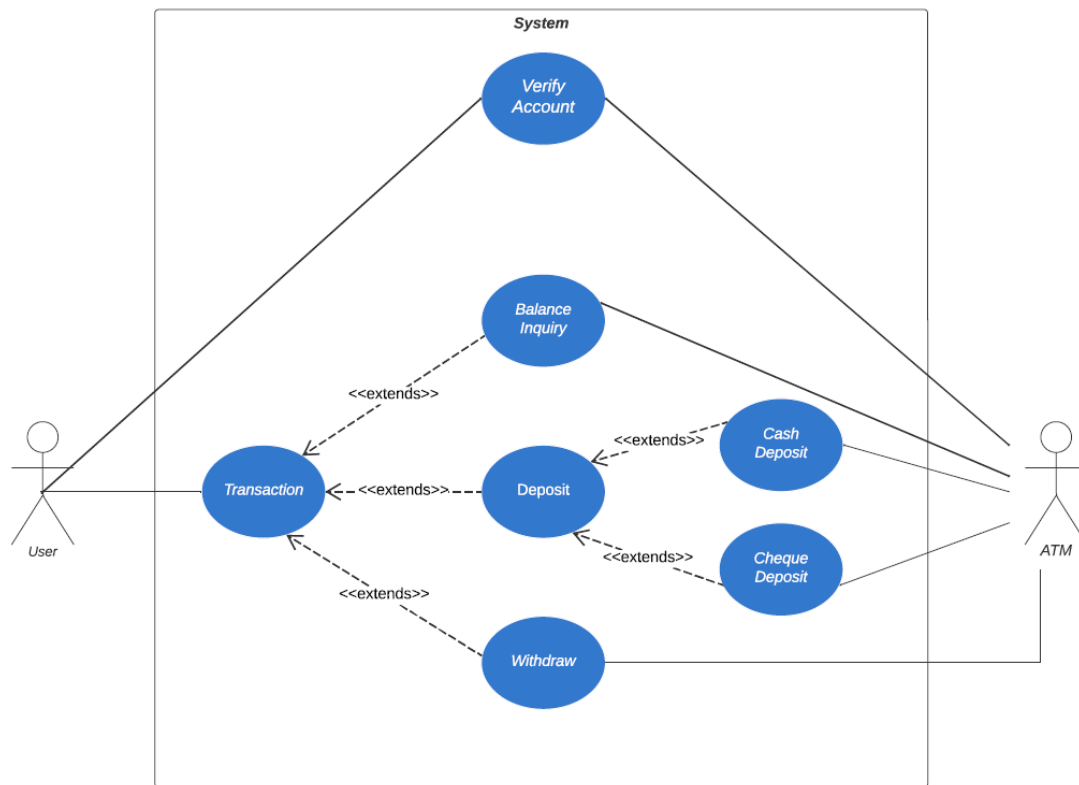 System
Verify
Account
Balance
Inquiry
<<extends>>
<<extends>>
Cash
Deposit
Transaction
<<extends>>
Deposit
User
ATM
<<extends>>
Cheque
Deposit
<<extends>>
Withdraw